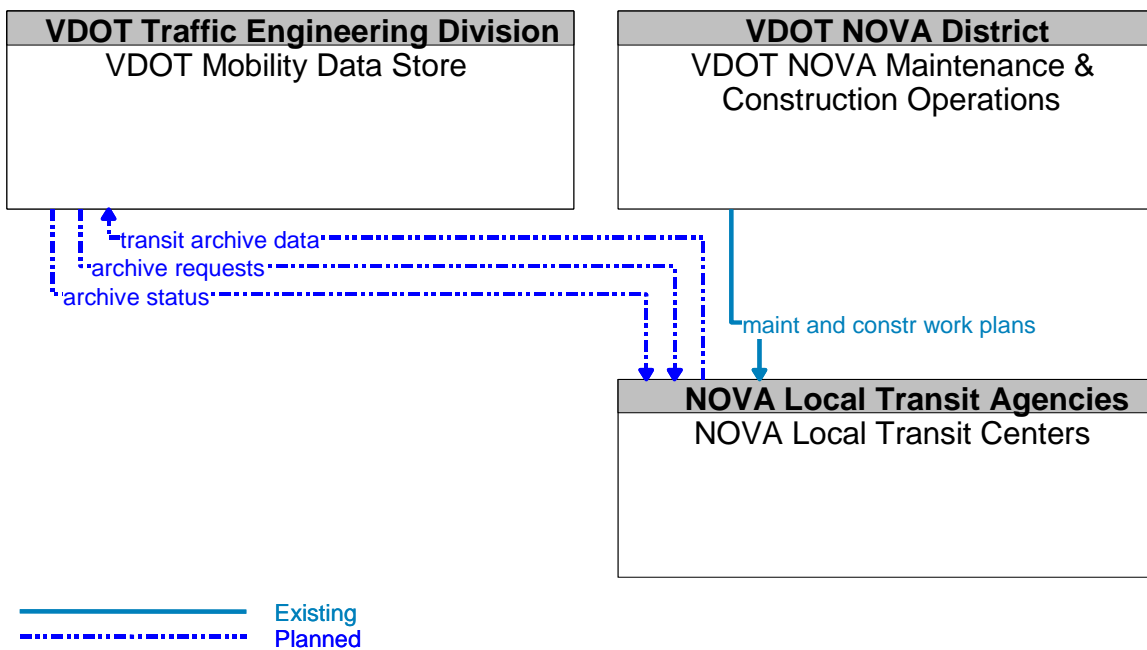 VDOT Traffic Engineering Division
VDOT Mobility Data Store
VDOT NOVA District
VDOT NOVA Maintenance &
Construction Operations
transit archive data
archive requests
archive status
maint and constr work plans
NOVA Local Transit Agencies
NOVA Local Transit Centers
Existing
Planned